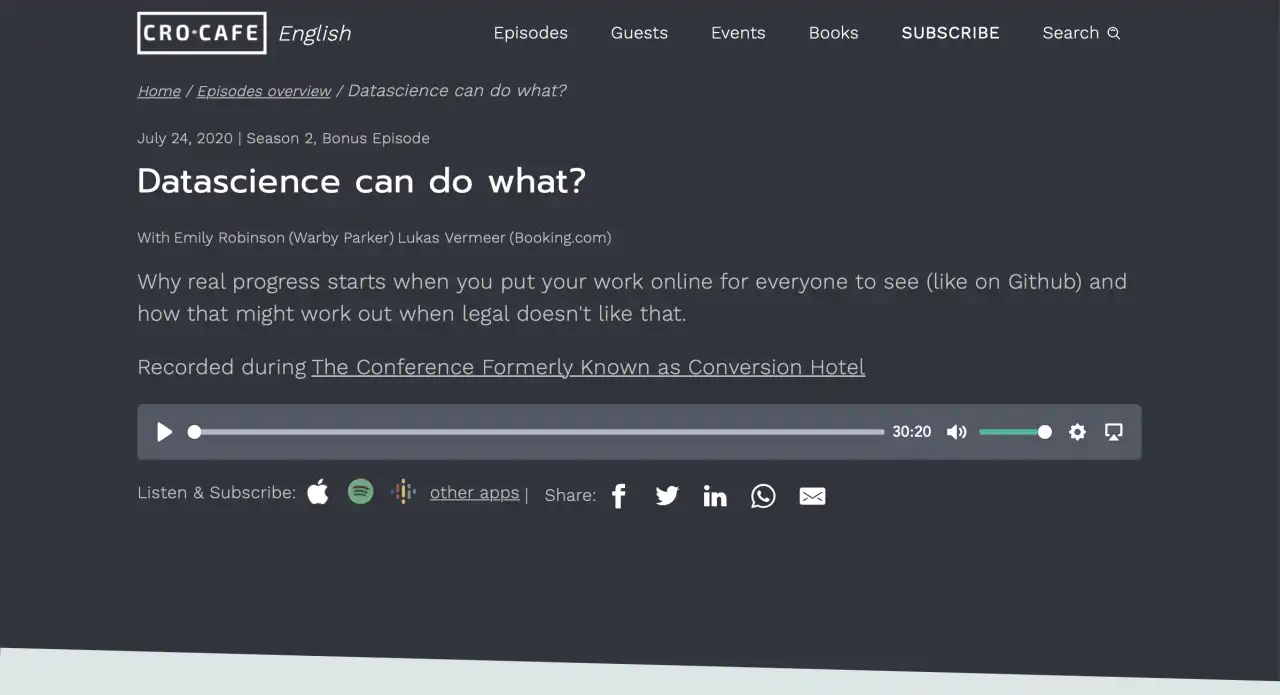 CRO•CAFE English Episodes Guests Events Books SUBSCRIBE Search
Home / Episodes overview / Datascience can do what?
July 24, 2020 | Season 2, Bonus Episode
Datascience can do what?
With Emily Robinson (Warby Parker) Lukas Vermeer (Booking.com)
Why real progress starts when you put your work online for everyone to see (like on Github) and
how that might work out when legal doesn't like that.
Recorded during The Conference Formerly Known as Conversion Hotel
30:20
Listen & Subscribe: other apps | Share: